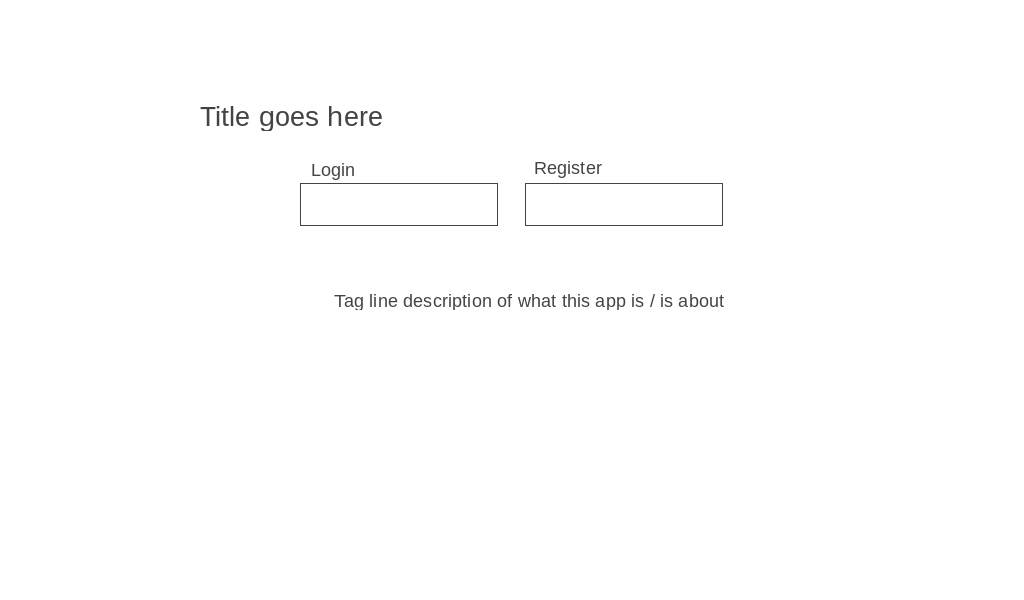 Title goes here
Login
Register
Tag line description of what this app is / is about